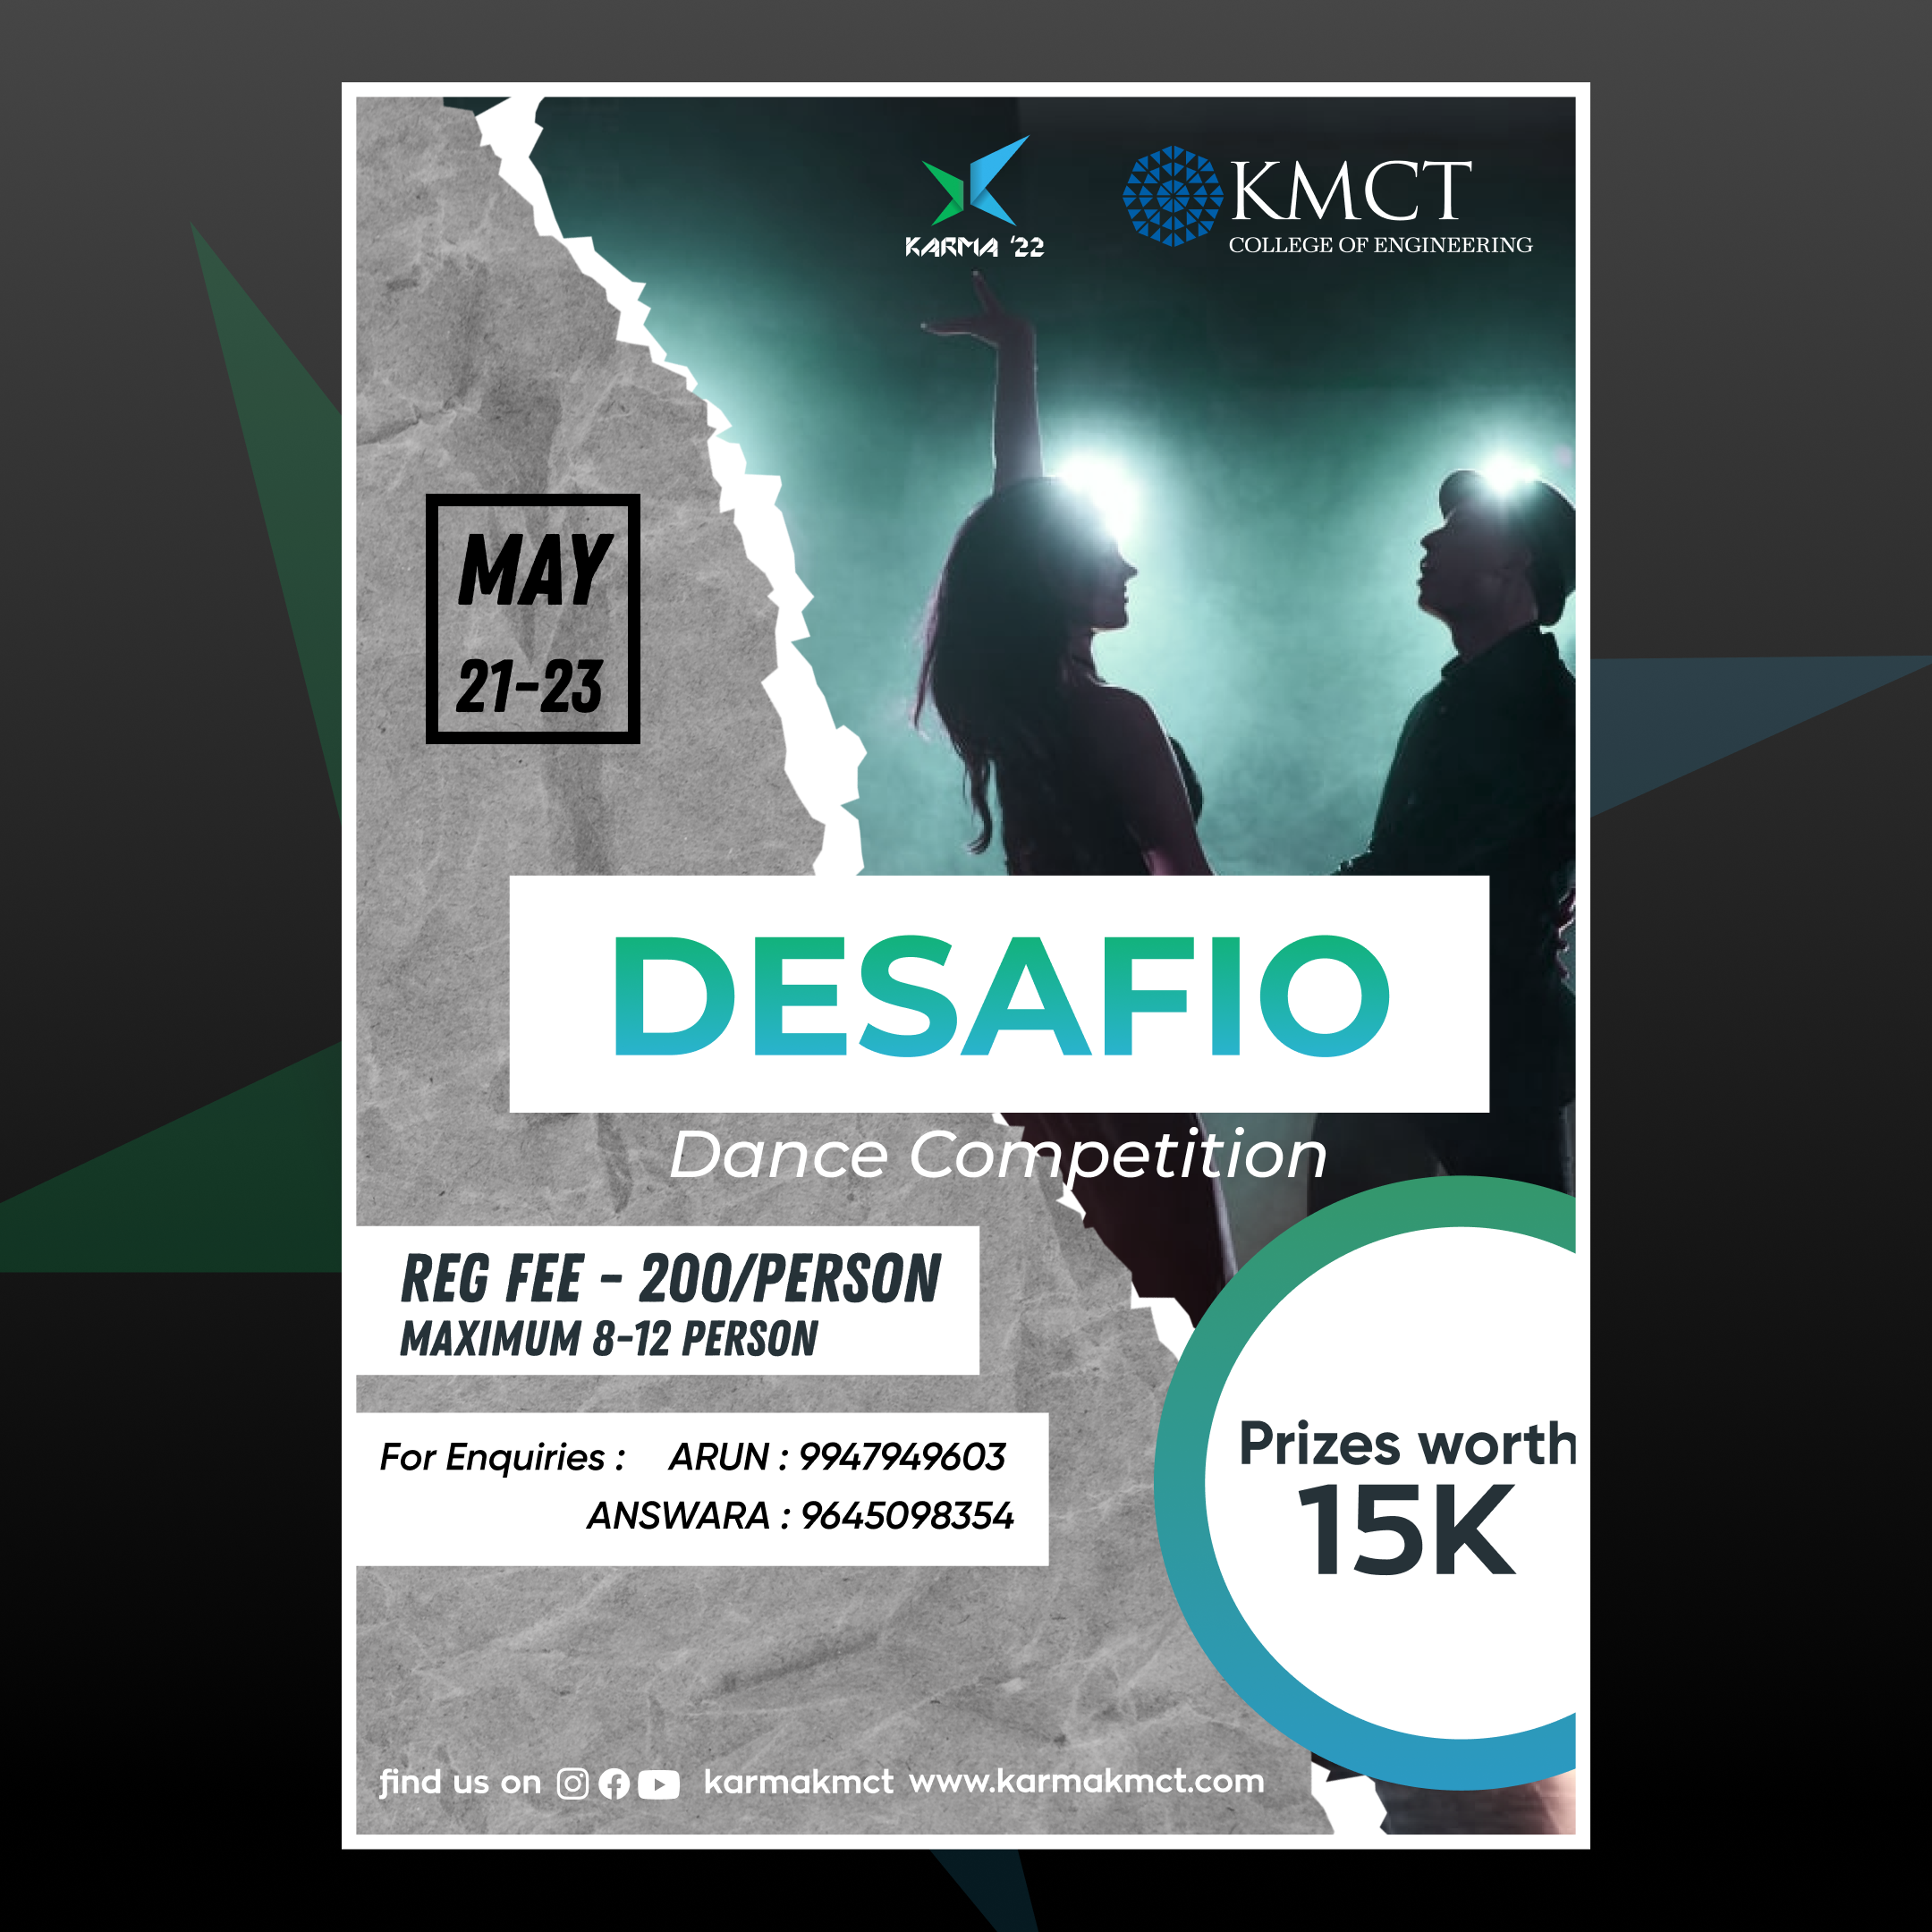 KARMA '22
KMCT
COLLEGE OF ENGINEERING
MAY
21-23
DESAFIO
Dance Competition
REG FEE - 200/PERSON
MAXIMUM 8-12 PERSON
For Enquiries : ARUN : 9947949603
ANSWARA : 9645098354
Prizes worth
15K
find us on karmakmct www.karmakmct.com